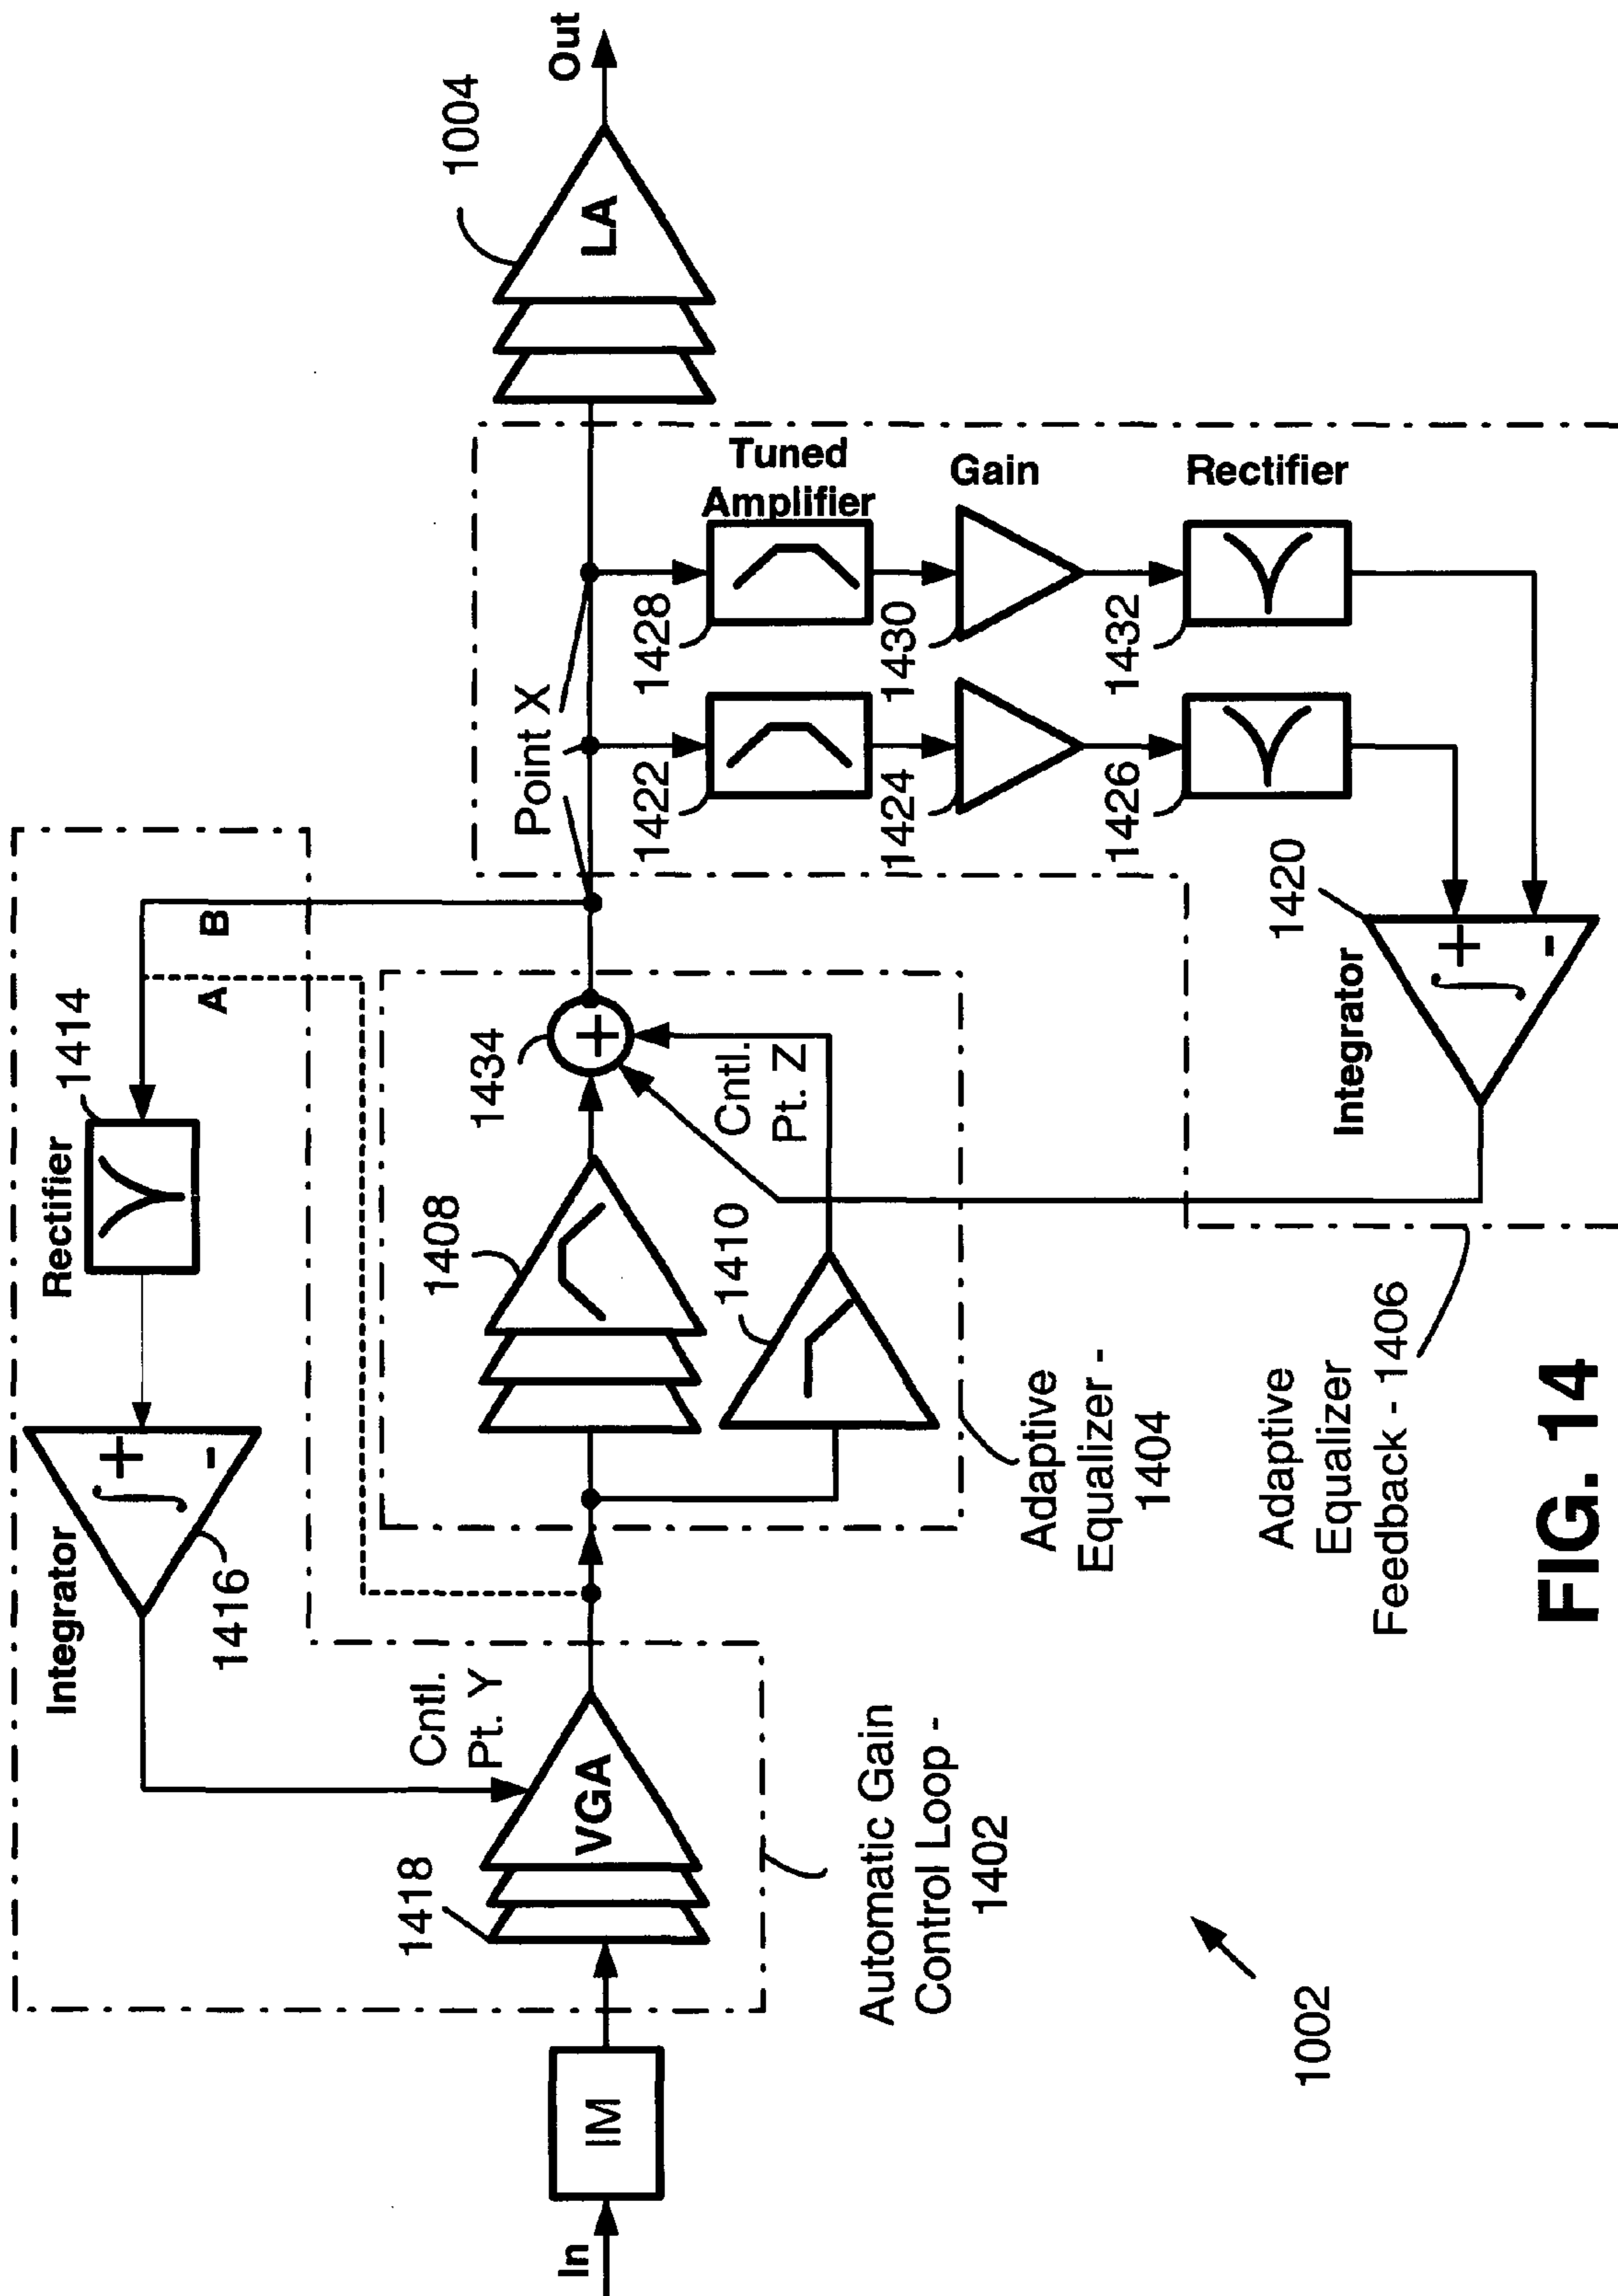 In
IM
1418
VGA
Cntl.
Pt. Y
Integrator
1416
Rectifier
1414
A
B
Automatic Gain
Control Loop -
1402
1408
1410
1434
Cntl.
Pt. Z
Adaptive
Equalizer -
1404
Point X
1422
1424
1426
1428
1430
1432
Tuned
Amplifier
Gain
Rectifier
Integrator
1420
∫ +
-
∫ +
-
+
Adaptive
Equalizer
Feedback - 1406
LA
1004
Out
1002
FIG. 14